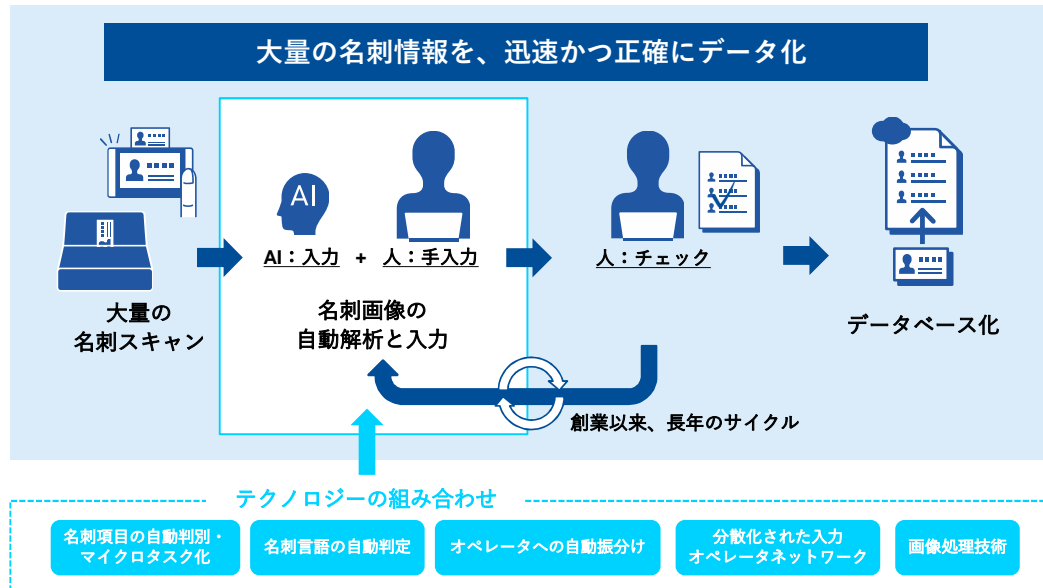 大量の名刺情報を、迅速かつ正確にデータ化
AI
AI：入力 + 人：手入力
人：チェック
大量の
名刺スキャン
名刺画像の
自動解析と入力
データベース化
創業以来、長年のサイクル
テクノロジーの組み合わせ
名刺項目の自動判別・
マイクロタスク化
名刺言語の自動判定
オペレータへの自動振分け
分散化された入力
オペレータネットワーク
画像処理技術